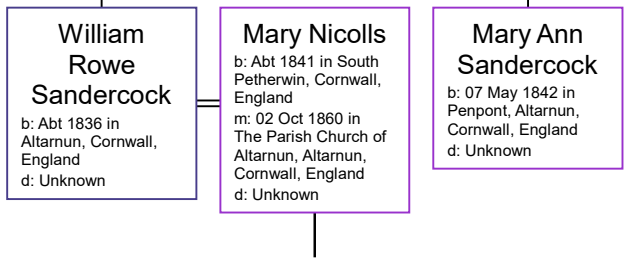 William
Rowe
Sandercock
b: Abt 1836 in
Altarnun, Cornwall,
England
d: Unknown
Mary Nicolls
b: Abt 1841 in South
Petherwin, Cornwall,
England
m: 02 Oct 1860 in
The Parish Church of
Altarnun, Altarnun,
Cornwall, England
d: Unknown
Mary Ann
Sandercock
b: 07 May 1842 in
Penpont, Altarnun,
Cornwall, England
d: Unknown